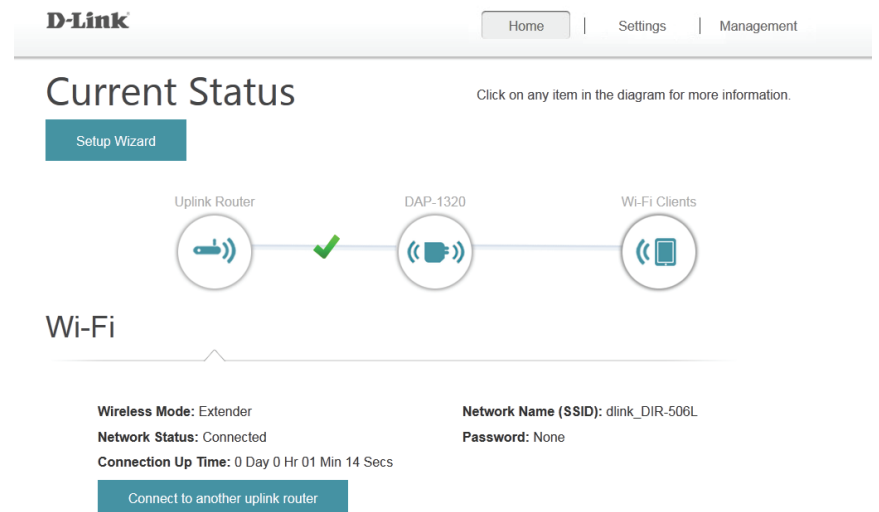 D-Link
Home | Settings | Management
Current Status
Click on any item in the diagram for more information.
Setup Wizard
Uplink Router
DAP-1320
Wi-Fi Clients
Wi-Fi
Wireless Mode: Extender
Network Name (SSID): dlink_DIR-506L
Network Status: Connected
Password: None
Connection Up Time: 0 Day 0 Hr 01 Min 14 Secs
Connect to another uplink router